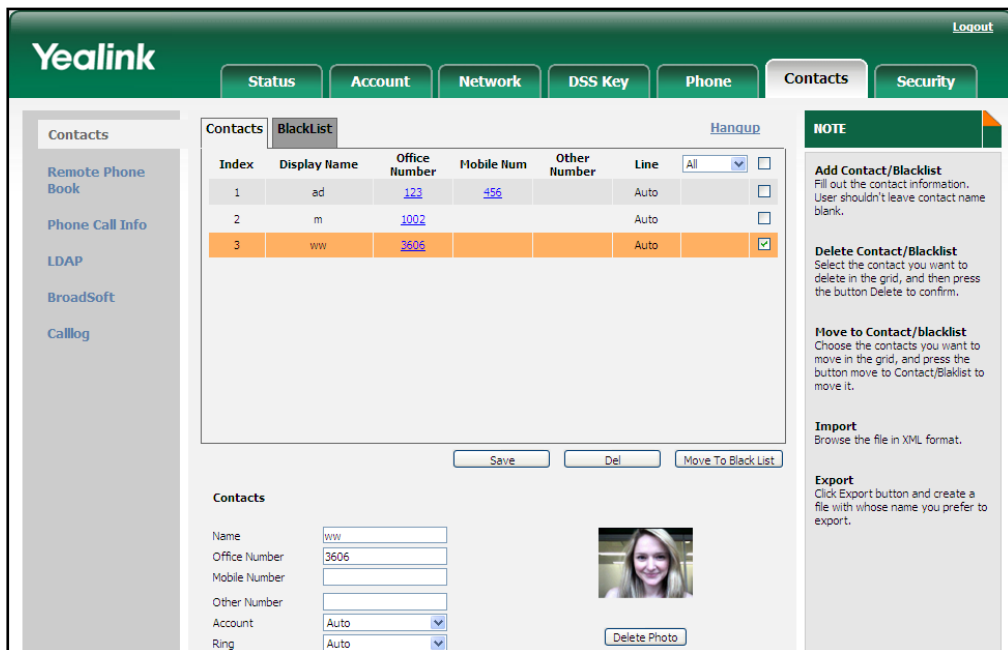 Logout
Yealink
Status Account Network DSS Key Phone Contacts Security
Contacts
Remote Phone
Book
Phone Call Info
LDAP
BroadSoft
Calllog
Contacts BlackList Hangup
Index Display Name Office Number Mobile Num Other Number Line All
1 ad 123 456 Auto
2 m 1002 Auto
3 ww 3606 Auto
Save Del Move To Black List
Contacts
Name ww
Office Number 3606
Mobile Number
Other Number
Account Auto
Ring Auto
Delete Photo
NOTE
Add Contact/Blacklist
Fill out the contact information.
User shouldn't leave contact name
blank.
Delete Contact/Blacklist
Select the contact you want to
delete in the grid, and then press
the button Delete to confirm.
Move to Contact/blacklist
Choose the contacts you want to
move in the grid, and press the
button move to Contact/Blaklist to
move it.
Import
Browse the file in XML format.
Export
Click Export button and create a
file with whose name you prefer to
export.